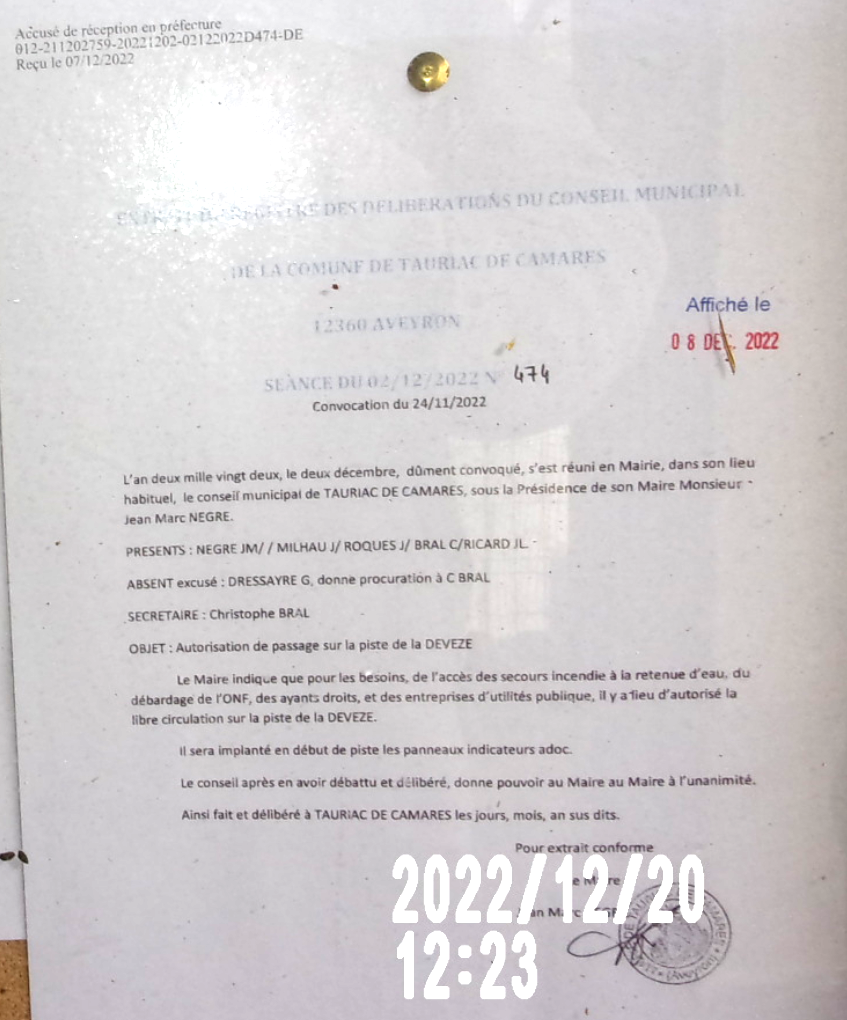 Accusé de réception en préfecture
012-211202759-20221202-02122022D474-DE
Reçu le 07/12/2022
REGISTRE DES DELIBERATIONS DU CONSEIL MUNICIPAL
DE LA COMUNE DE TAURIAC DE CAMARES
12360 AVEYRON
Affiché le
08 DEC. 2022
SEANCE DU 02/12/2022 N° 474
Convocation du 24/11/2022
L'an deux mille vingt deux, le deux décembre, dûment convoqué, s'est réuni en Mairie, dans son lieu
habituel, le conseil municipal de TAURIAC DE CAMARES, sous la Présidence de son Maire Monsieur -
Jean Marc NEGRE.
PRESENTS : NEGRE JM/ / MILHAU J/ ROQUES J/ BRAL C/RICARD JL. -
ABSENT excusé : DRESSAYRE G, donne procuration à C BRAL
SECRETAIRE : Christophe BRAL
OBJET : Autorisation de passage sur la piste de la DEVEZE
Le Maire indique que pour les besoins, de l'accès des secours incendie à la retenue d'eau, du
débardage de l'ONF, des ayants droits, et des entreprises d'utilités publique, il y a lieu d'autorisé la
libre circulation sur la piste de la DEVEZE.
Il sera implanté en début de piste les panneaux indicateurs adoc.
Le conseil après en avoir débattu et délibéré, donne pouvoir au Maire au Maire à l'unanimité.
Ainsi fait et délibéré à TAURIAC DE CAMARES les jours, mois, an sus dits.
Pour extrait conforme
2022/12/20
12:23
(Aveyron)